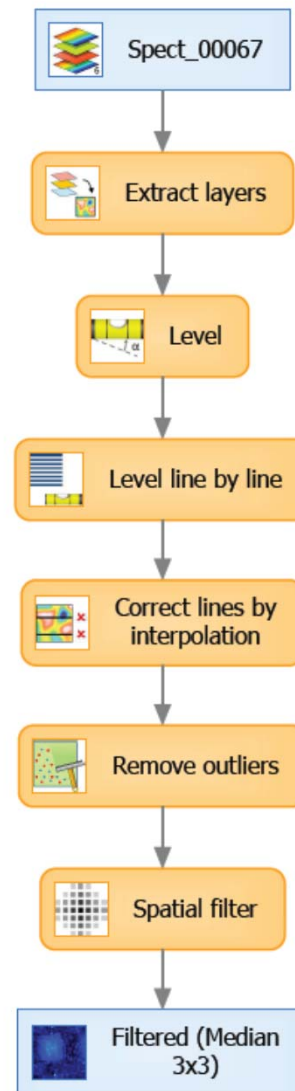 Spect_00067
6
Extract layers
Level
α
Level line by line
Correct lines by
interpolation
Remove outliers
Spatial filter
Filtered (Median
3x3)